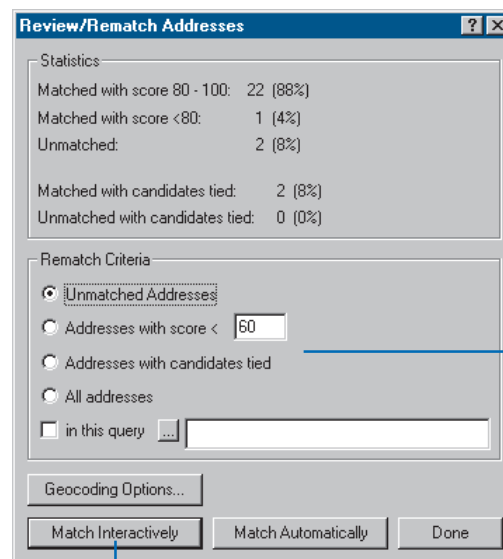 Review/Rematch Addresses
Statistics
Matched with score 80 - 100: 22 (88%)
Matched with score <80: 1 (4%)
Unmatched: 2 (8%)
Matched with candidates tied: 2 (8%)
Unmatched with candidates tied: 0 (0%)
Rematch Criteria
Unmatched Addresses
Addresses with score < 60
Addresses with candidates tied
All addresses
in this query ...
Geocoding Options...
Match Interactively Match Automatically Done